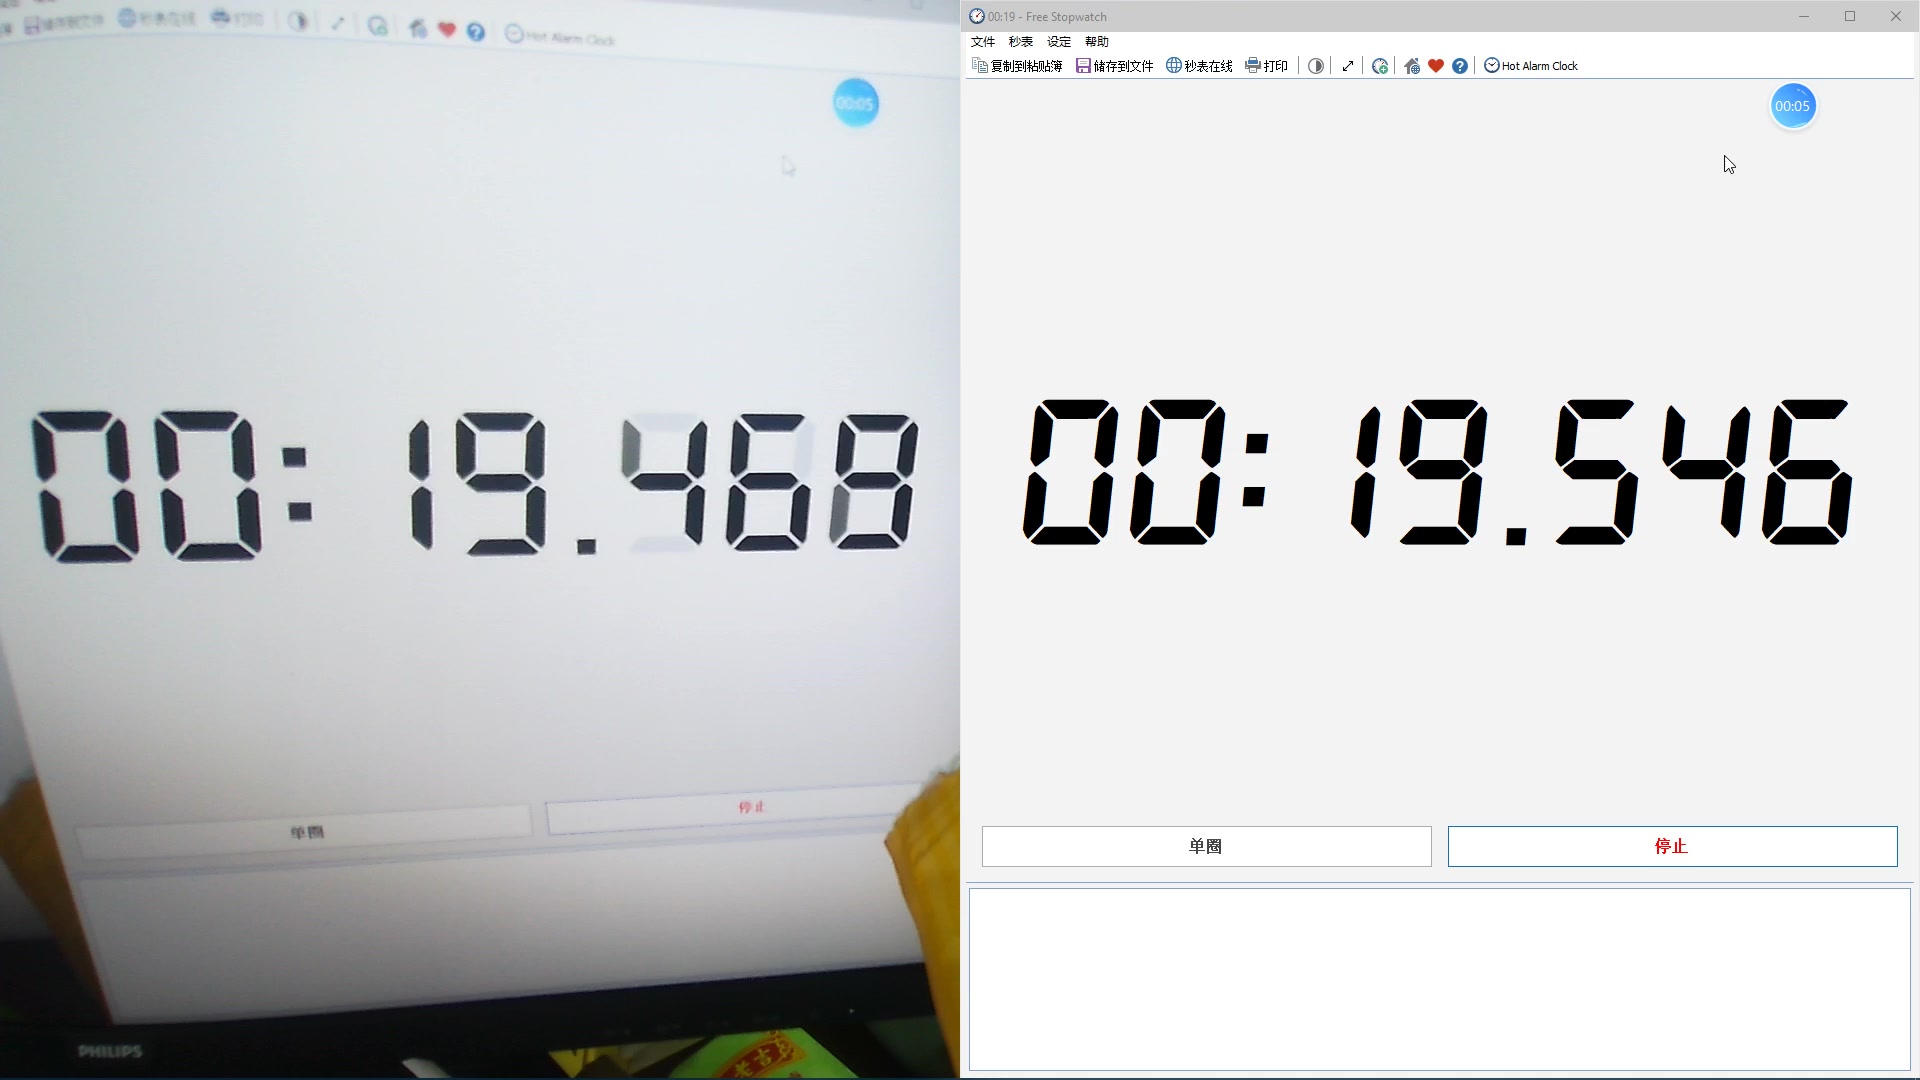 储存到文件 秒表在线 打印 Hot Alarm Clock
00:05
00:19.468
单圈 停止
PHILIPS
00:19 - Free Stopwatch
文件 秒表 设定 帮助
复制到粘贴簿 储存到文件 秒表在线 打印 Hot Alarm Clock
00:05
00:19.546
单圈 停止